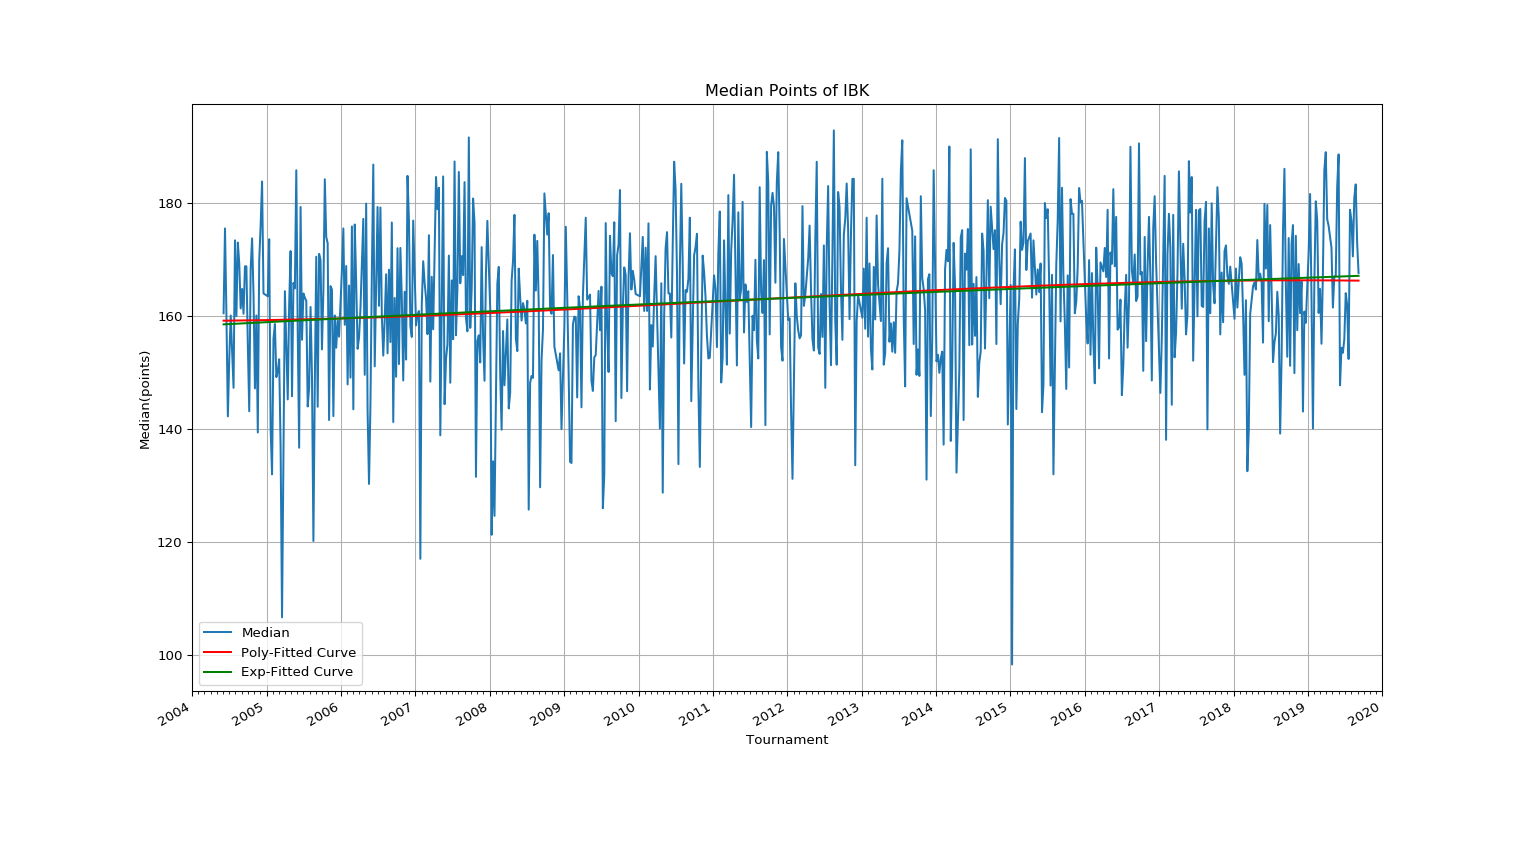 Median Points of IBK
Median(points)
180
160
140
120
100
Median
Poly-Fitted Curve
Exp-Fitted Curve
2004 2005 2006 2007 2008 2009 2010 2011 2012 2013 2014 2015 2016 2017 2018 2019 2020
Tournament